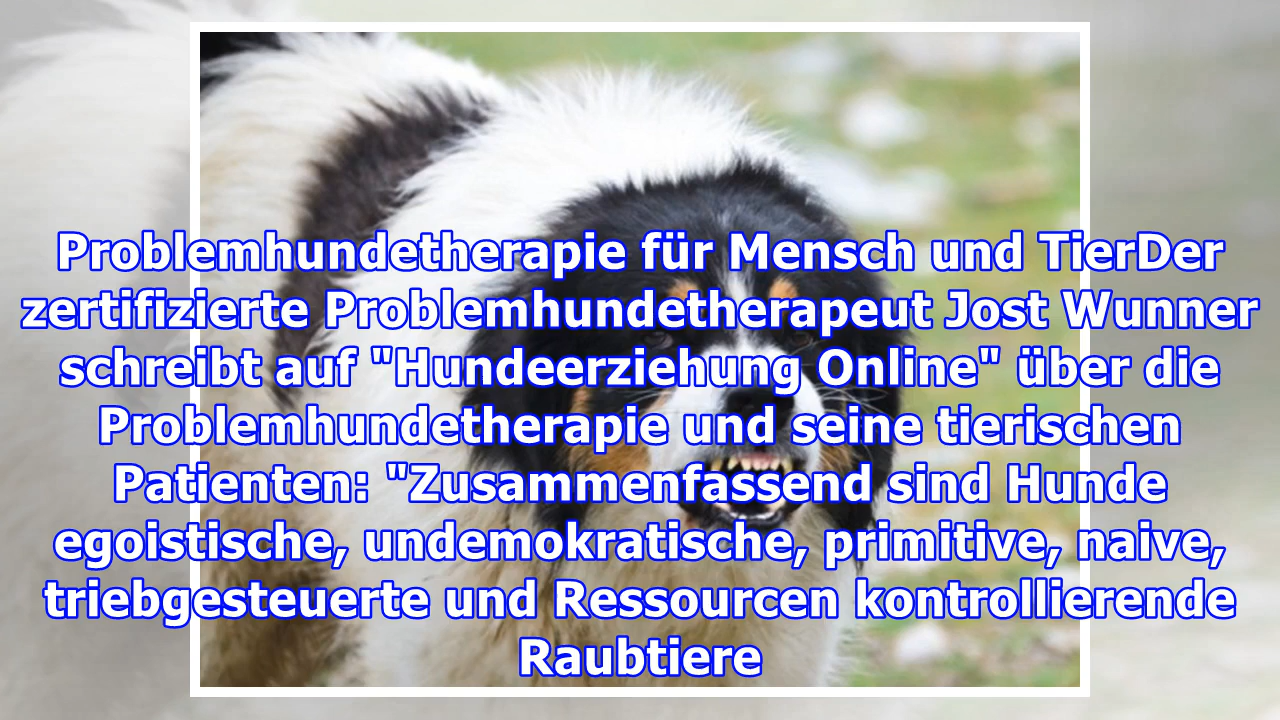 Problemhundetherapie für Mensch und TierDer
zertifizierte Problemhundetherapeut Jost Wunner
schreibt auf "Hundeerziehung Online" über die
Problemhundetherapie und seine tierischen
Patienten: "Zusammenfassend sind Hunde
egoistische, undemokratische, primitive, naive,
triebgesteuerte und Ressourcen kontrollierende
Raubtiere